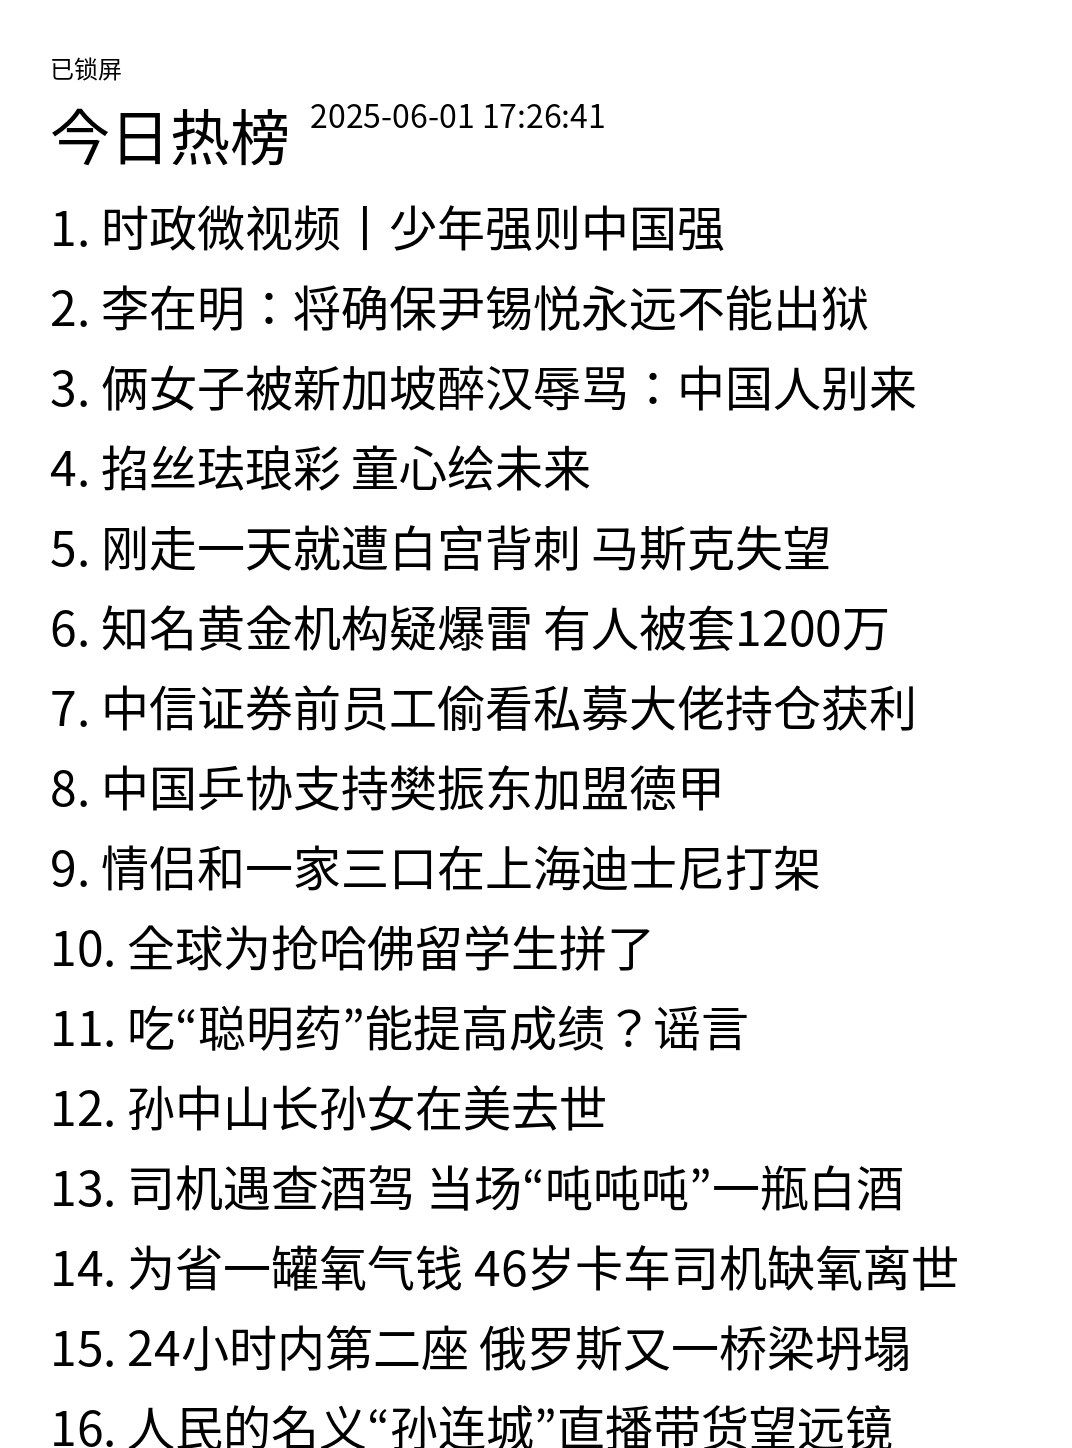 已锁屏
今日热榜 2025-06-01 17:26:41
1. 时政微视频丨少年强则中国强
2. 李在明：将确保尹锡悦永远不能出狱
3. 俩女子被新加坡醉汉辱骂：中国人别来
4. 掐丝珐琅彩 童心绘未来
5. 刚走一天就遭白宫背刺 马斯克失望
6. 知名黄金机构疑爆雷 有人被套1200万
7. 中信证券前员工偷看私募大佬持仓获利
8. 中国乒协支持樊振东加盟德甲
9. 情侣和一家三口在上海迪士尼打架
10. 全球为抢哈佛留学生拼了
11. 吃“聪明药”能提高成绩？谣言
12. 孙中山长孙女在美去世
13. 司机遇查酒驾 当场“吨吨吨”一瓶白酒
14. 为省一罐氧气钱 46岁卡车司机缺氧离世
15. 24小时内第二座 俄罗斯又一桥梁坍塌
16. 人民的名义“孙连城”直播带货望远镜